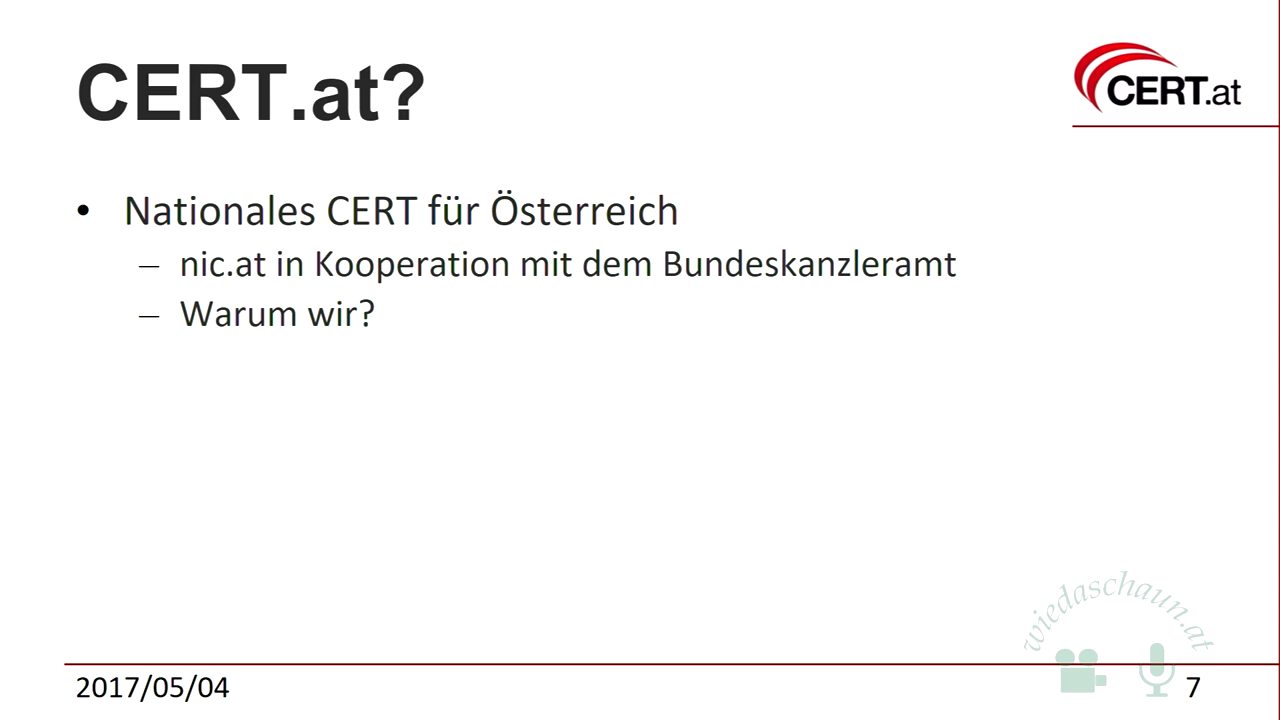 CERT.at?
CERT.at
• Nationales CERT für Österreich
– nic.at in Kooperation mit dem Bundeskanzleramt
– Warum wir?
wiedaschaun.at
2017/05/04
7